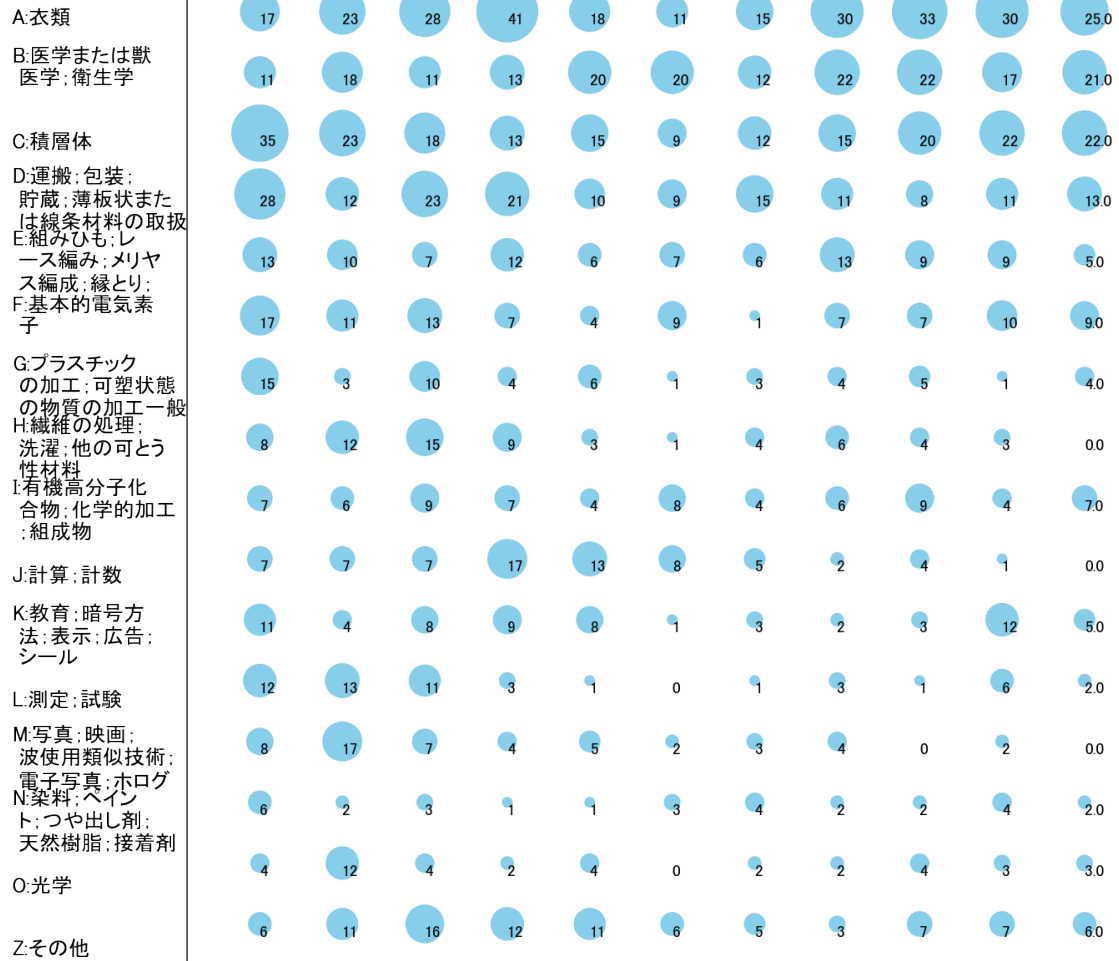 A:衣類
17 23 28 41 18 11 15 30 33 30 25.0
B:医学または獣
医学;衛生学
11 18 11 13 20 20 12 22 22 17 21.0
C:積層体
35 23 18 13 15 9 12 15 20 22 22.0
D:運搬;包装;
貯蔵;薄板状また
は線条材料の取扱
28 12 23 21 10 9 15 11 8 11 13.0
E:組みひも;レ
ース編み;メリヤ
ス編成;縁とり;
13 10 7 12 6 7 6 13 9 9 5.0
F:基本的電気素
子
17 11 13 7 4 9 1 7 7 10 9.0
G:プラスチック
の加工;可塑状態
の物質の加工一般
15 3 10 4 6 1 3 4 5 1 4.0
H:繊維の処理;
洗濯;他の可とう
性材料
8 12 15 9 3 1 4 6 4 3 0.0
I:有機高分子化
合物;化学的加工
;組成物
7 6 9 7 4 8 4 6 9 4 7.0
J:計算;計数
7 7 7 17 13 8 5 2 4 1 0.0
K:教育;暗号方
法;表示;広告;
シール
11 4 8 9 8 1 3 2 3 12 5.0
L:測定;試験
12 13 11 3 1 0 1 3 1 6 2.0
M:写真;映画;
波使用類似技術;
電子写真;ホログ
8 17 7 4 5 2 3 4 0 2 0.0
N:染料;ペイン
ト;つや出し剤;
天然樹脂;接着剤
6 2 3 1 1 3 4 2 2 4 2.0
O:光学
4 12 4 2 4 0 2 2 4 3 3.0
Z:その他
6 11 16 12 11 6 5 3 7 7 6.0